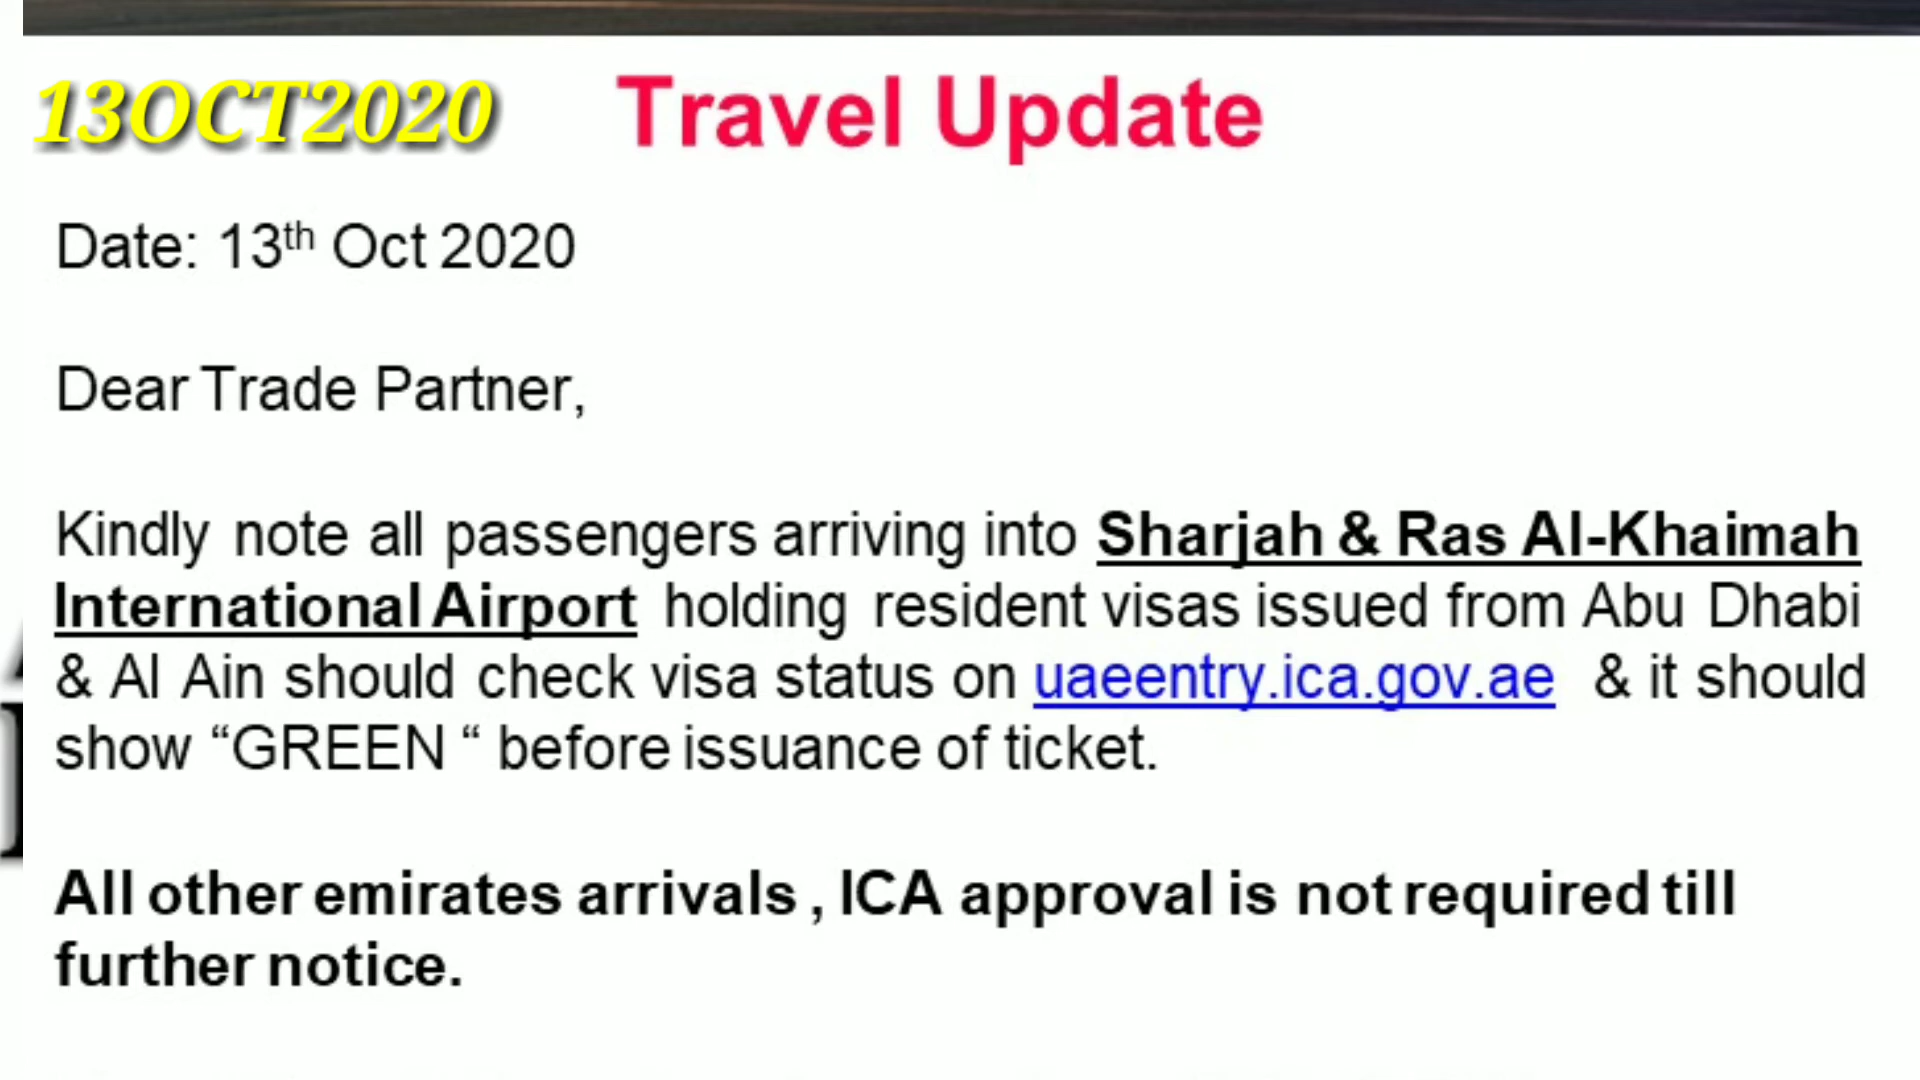 13OCT2020 Travel Update
Date: 13th Oct 2020
Dear Trade Partner,
Kindly note all passengers arriving into Sharjah & Ras Al-Khaimah
International Airport holding resident visas issued from Abu Dhabi
& Al Ain should check visa status on uaeentry.ica.gov.ae & it should
show “GREEN “ before issuance of ticket.
All other emirates arrivals , ICA approval is not required till
further notice.